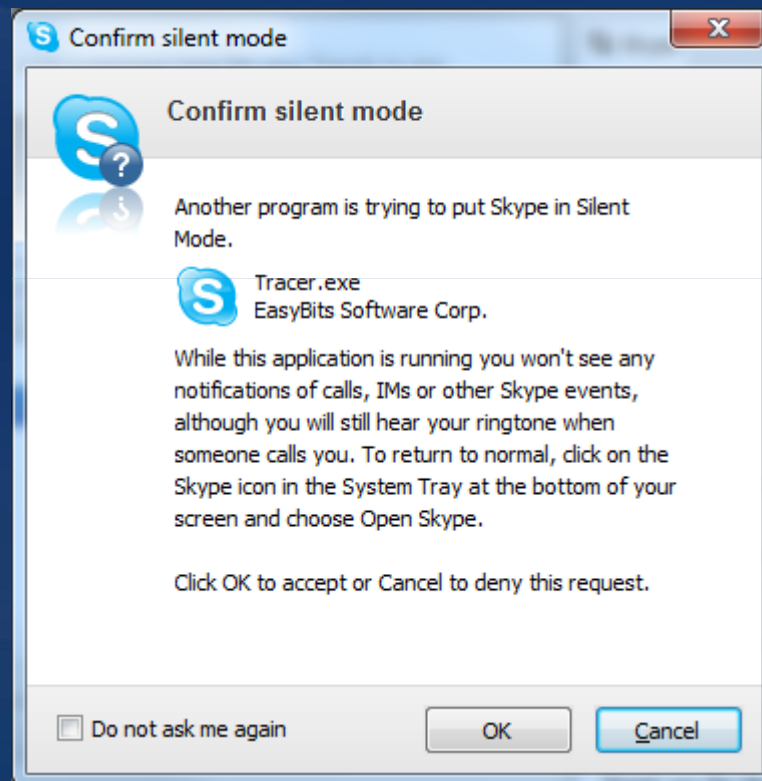 Confirm silent mode
Confirm silent mode
Another program is trying to put Skype in Silent
Mode.
Tracer.exe
EasyBits Software Corp.
While this application is running you won't see any
notifications of calls, IMs or other Skype events,
although you will still hear your ringtone when
someone calls you. To return to normal, click on the
Skype icon in the System Tray at the bottom of your
screen and choose Open Skype.
Click OK to accept or Cancel to deny this request.
Do not ask me again
OK
Cancel